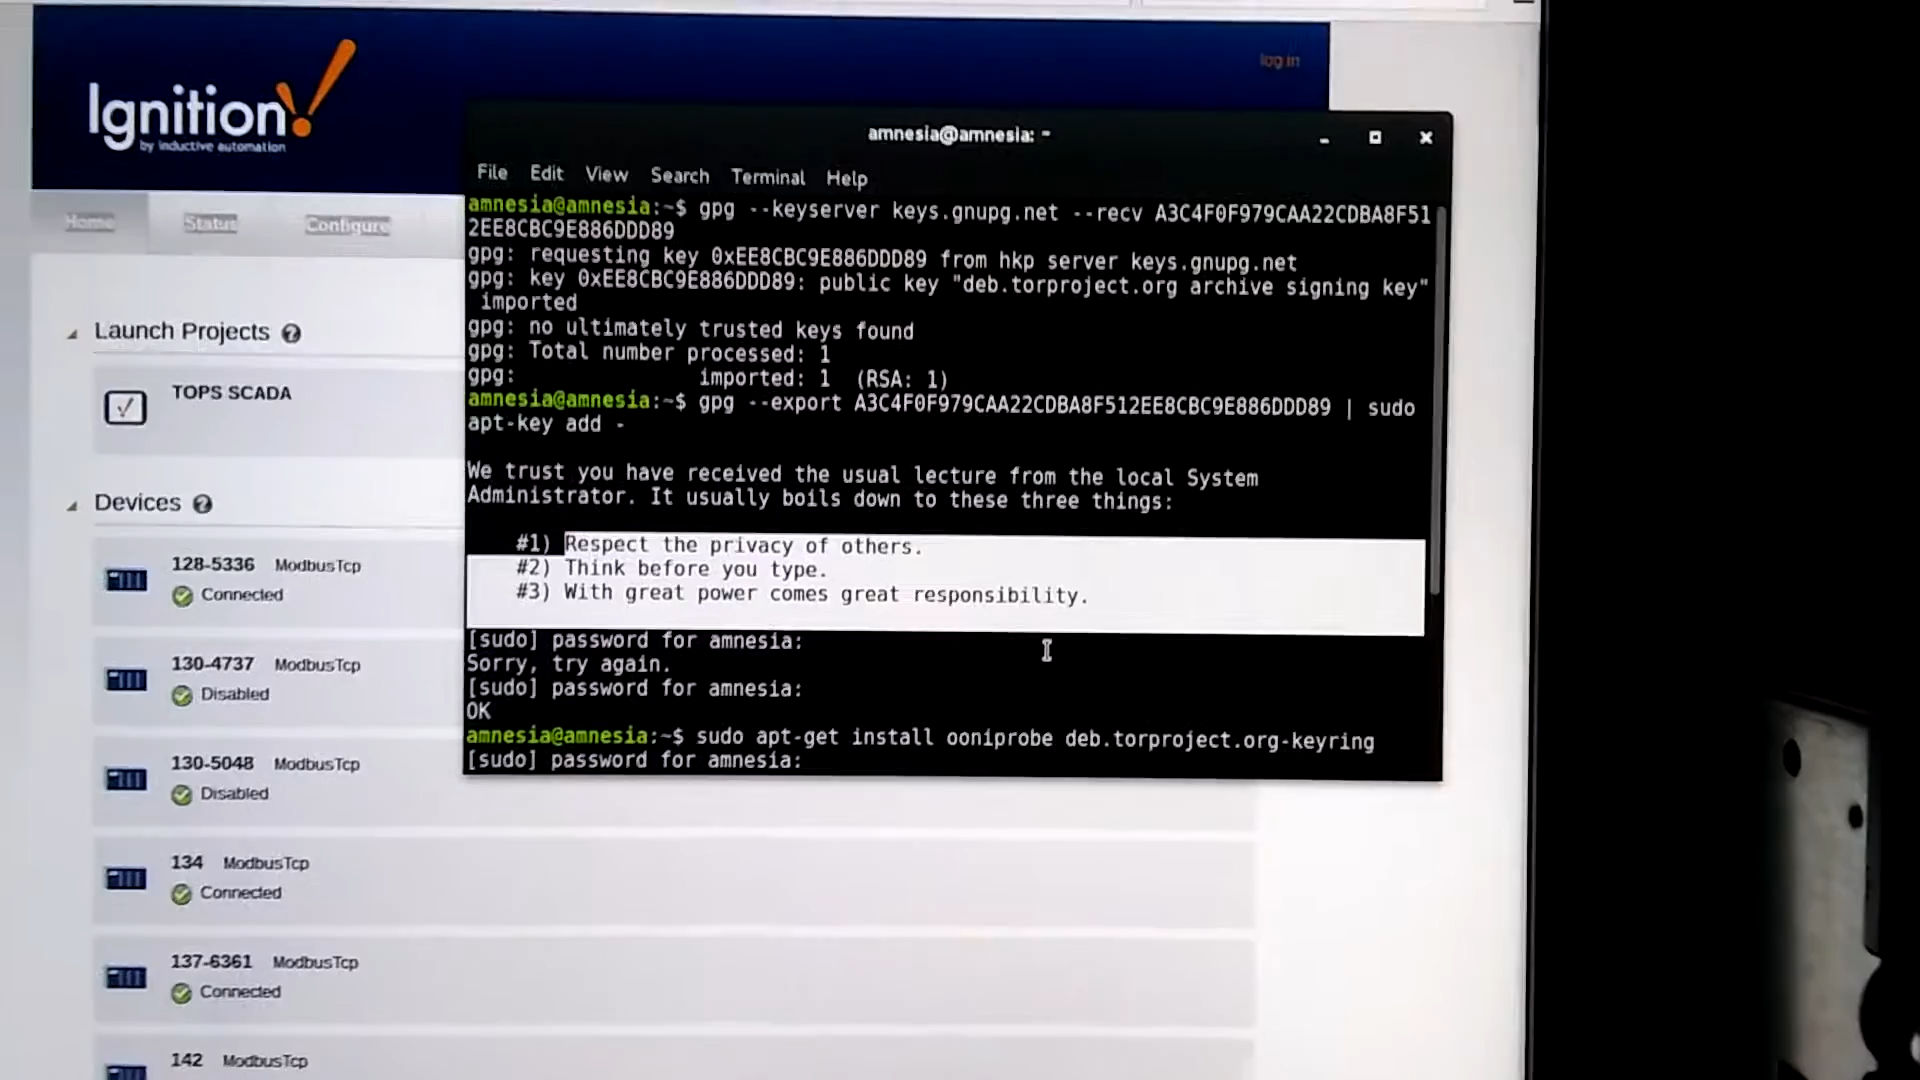 Ignition!
by inductive automation
log in
Home Status Configure
Launch Projects ?
TOPS SCADA
Devices ?
128-5336 ModbusTcp
Connected
130-4737 ModbusTcp
Disabled
130-5048 ModbusTcp
Disabled
134 ModbusTcp
Connected
137-6361 ModbusTcp
Connected
142 ModbusTcp
amnesia@amnesia: ~
File Edit View Search Terminal Help
amnesia@amnesia:~$ gpg --keyserver keys.gnupg.net --recv A3C4F0F979CAA22CDBA8F51
2EE8CBC9E886DDD89
gpg: requesting key 0xEE8CBC9E886DDD89 from hkp server keys.gnupg.net
gpg: key 0xEE8CBC9E886DDD89: public key "deb.torproject.org archive signing key"
imported
gpg: no ultimately trusted keys found
gpg: Total number processed: 1
gpg: imported: 1 (RSA: 1)
amnesia@amnesia:~$ gpg --export A3C4F0F979CAA22CDBA8F512EE8CBC9E886DDD89 | sudo
apt-key add -
We trust you have received the usual lecture from the local System
Administrator. It usually boils down to these three things:
#1) Respect the privacy of others.
#2) Think before you type.
#3) With great power comes great responsibility.
[sudo] password for amnesia:
Sorry, try again.
[sudo] password for amnesia:
OK
amnesia@amnesia:~$ sudo apt-get install ooniprobe deb.torproject.org-keyring
[sudo] password for amnesia: